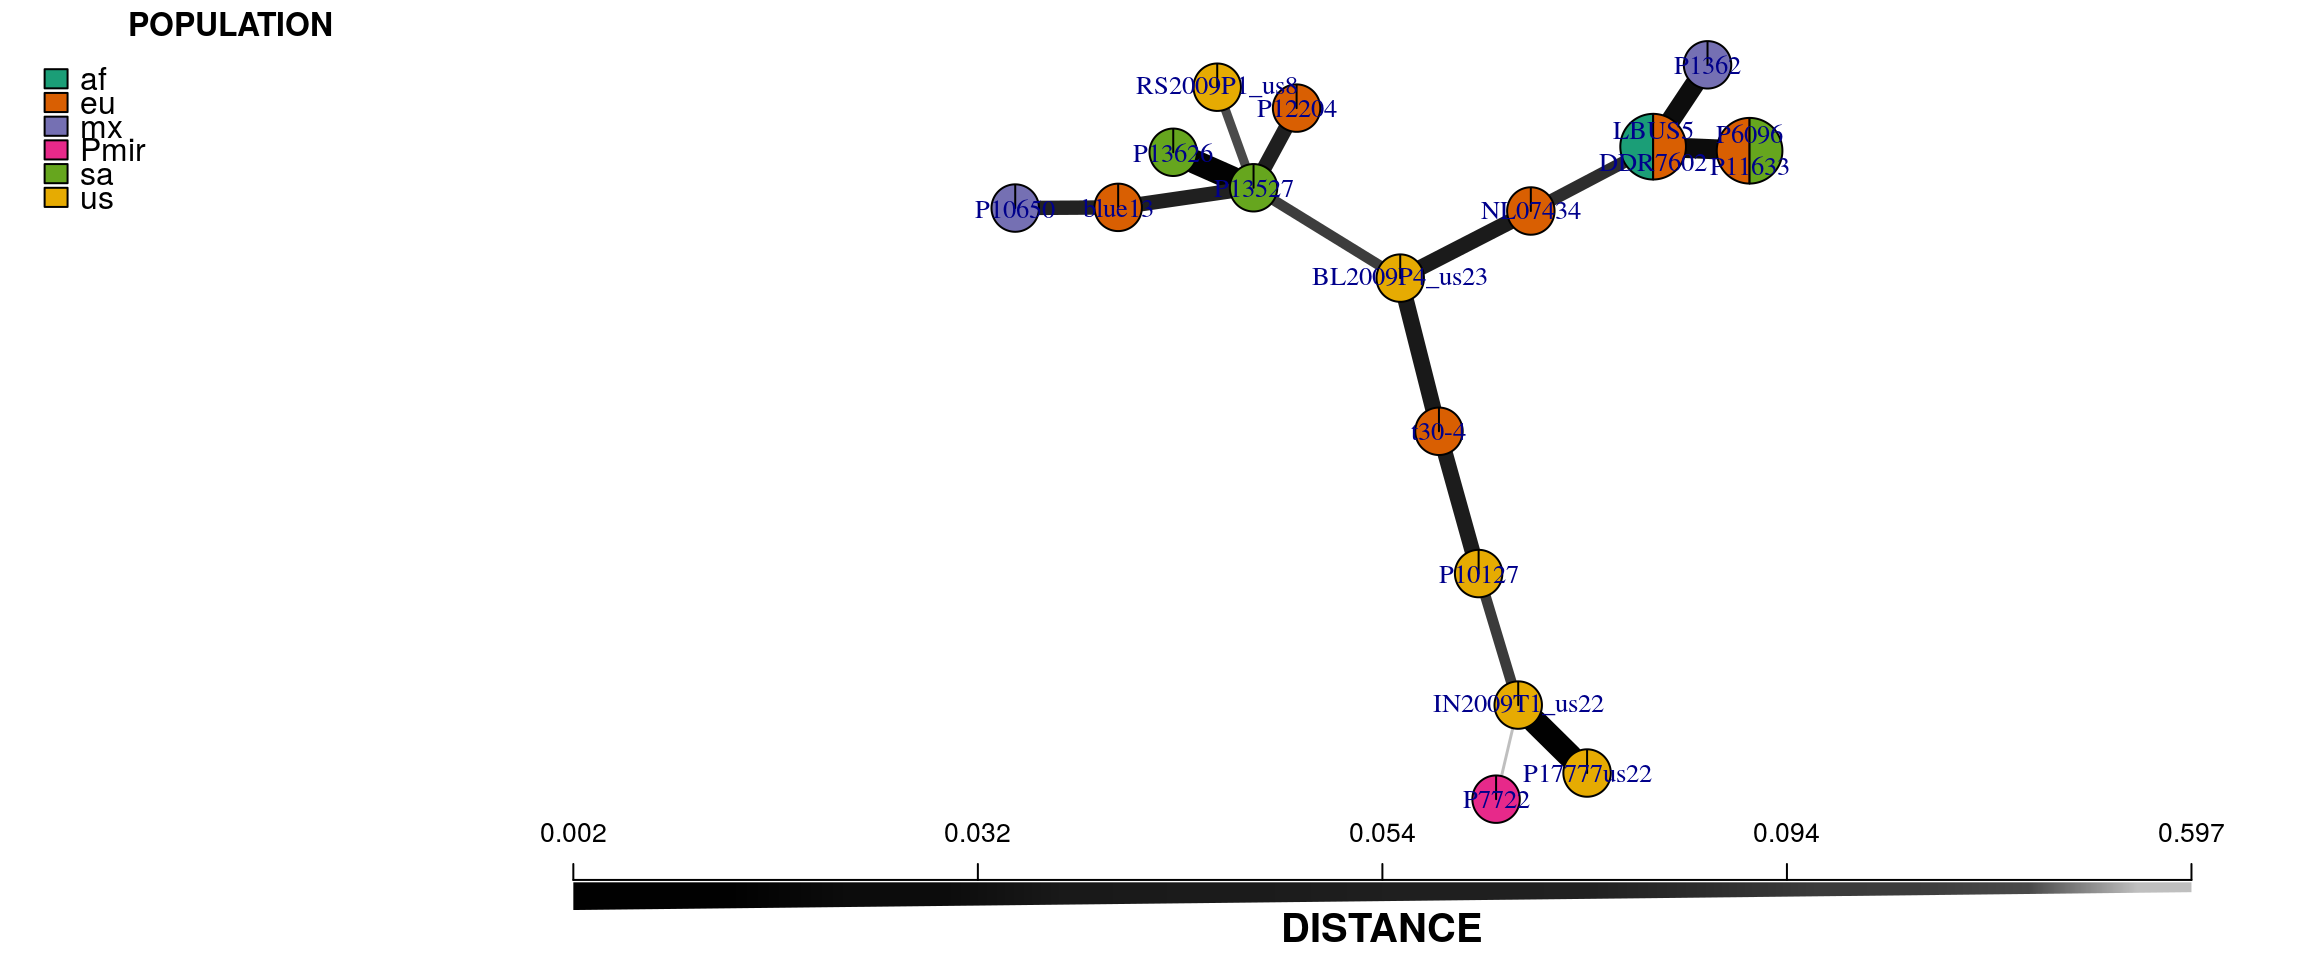 POPULATION
af
eu
mx
Pmir
sa
us
P1362
RS2009P1_us8
P12204
LBUS5
P6096
P13626
DDR7602
P11633
P13527
P10650
blue13
NL07434
BL2009P4_us23
t30-4
P10127
IN2009T1_us22
P17777us22
P7722
0.002
0.032
0.054
0.094
0.597
DISTANCE